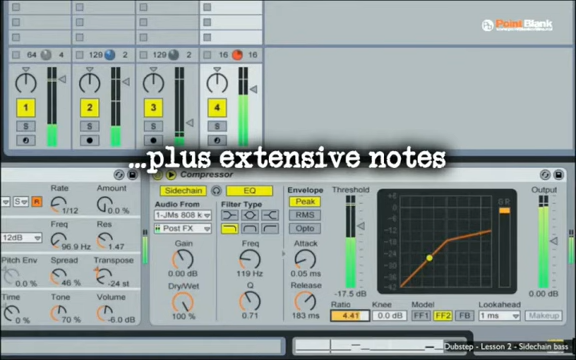 Point Blank
64 4 129 2 129 2 16 16
1 2 3 4
S S S S
...plus extensive notes
Compressor
Rate Amount
S R
1/12 0.0 %
12dB Freq Res
96.9 Hz 1.47
Pitch Env Spread Transpose
46 % -24 st
Time Tone Volume
0.0 % 70 % -6.0 dB
Sidechain EQ
Audio From Filter Type
1-JMs 808 k
Post FX
Gain Freq
0.00 dB 119 Hz
Dry/Wet Q
100 % 0.71
Envelope
Peak
RMS
Opto
Attack
0.05 ms
Release
183 ms
Threshold
-17.5 dB
GR
Output
0.00 dB
Ratio Knee Model Lookahead
4.41 0.0 dB FF1 FF2 FB 1 ms Makeup
Dubstep - Lesson 2 - Sidechain bass